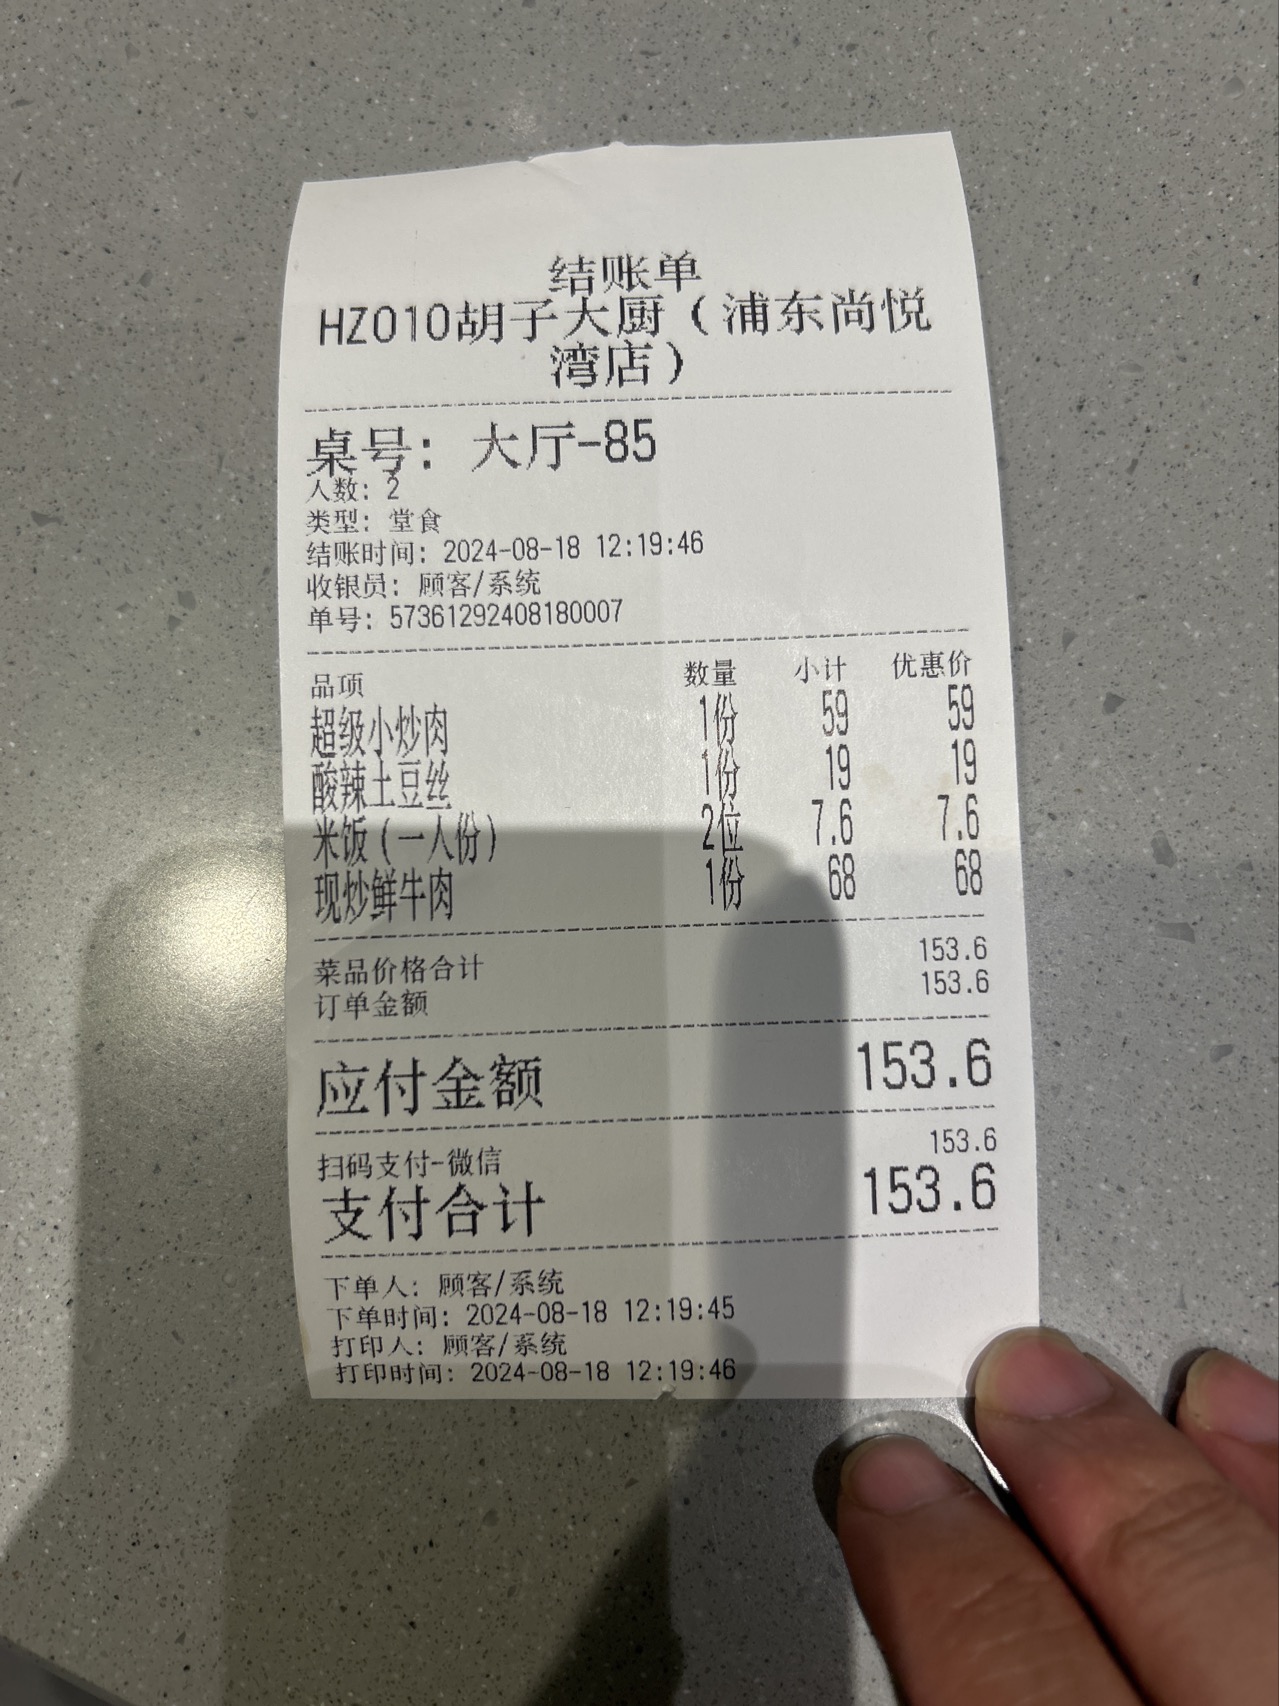 结账单
HZ010胡子大厨（浦东尚悦
湾店）
桌号：大厅-85
人数：2
类型：堂食
结账时间：2024-08-18 12:19:46
收银员：顾客/系统
单号：57361292408180007
品项 数量 小计 优惠价
超级小炒肉 1份 59 59
酸辣土豆丝 1份 19 19
米饭（一人份） 2位 7.6 7.6
现炒鲜牛肉 1份 68 68
菜品价格合计 153.6
订单金额 153.6
应付金额 153.6
扫码支付-微信 153.6
支付合计 153.6
下单人：顾客/系统
下单时间：2024-08-18 12:19:45
打印人：顾客/系统
打印时间：2024-08-18 12:19:46